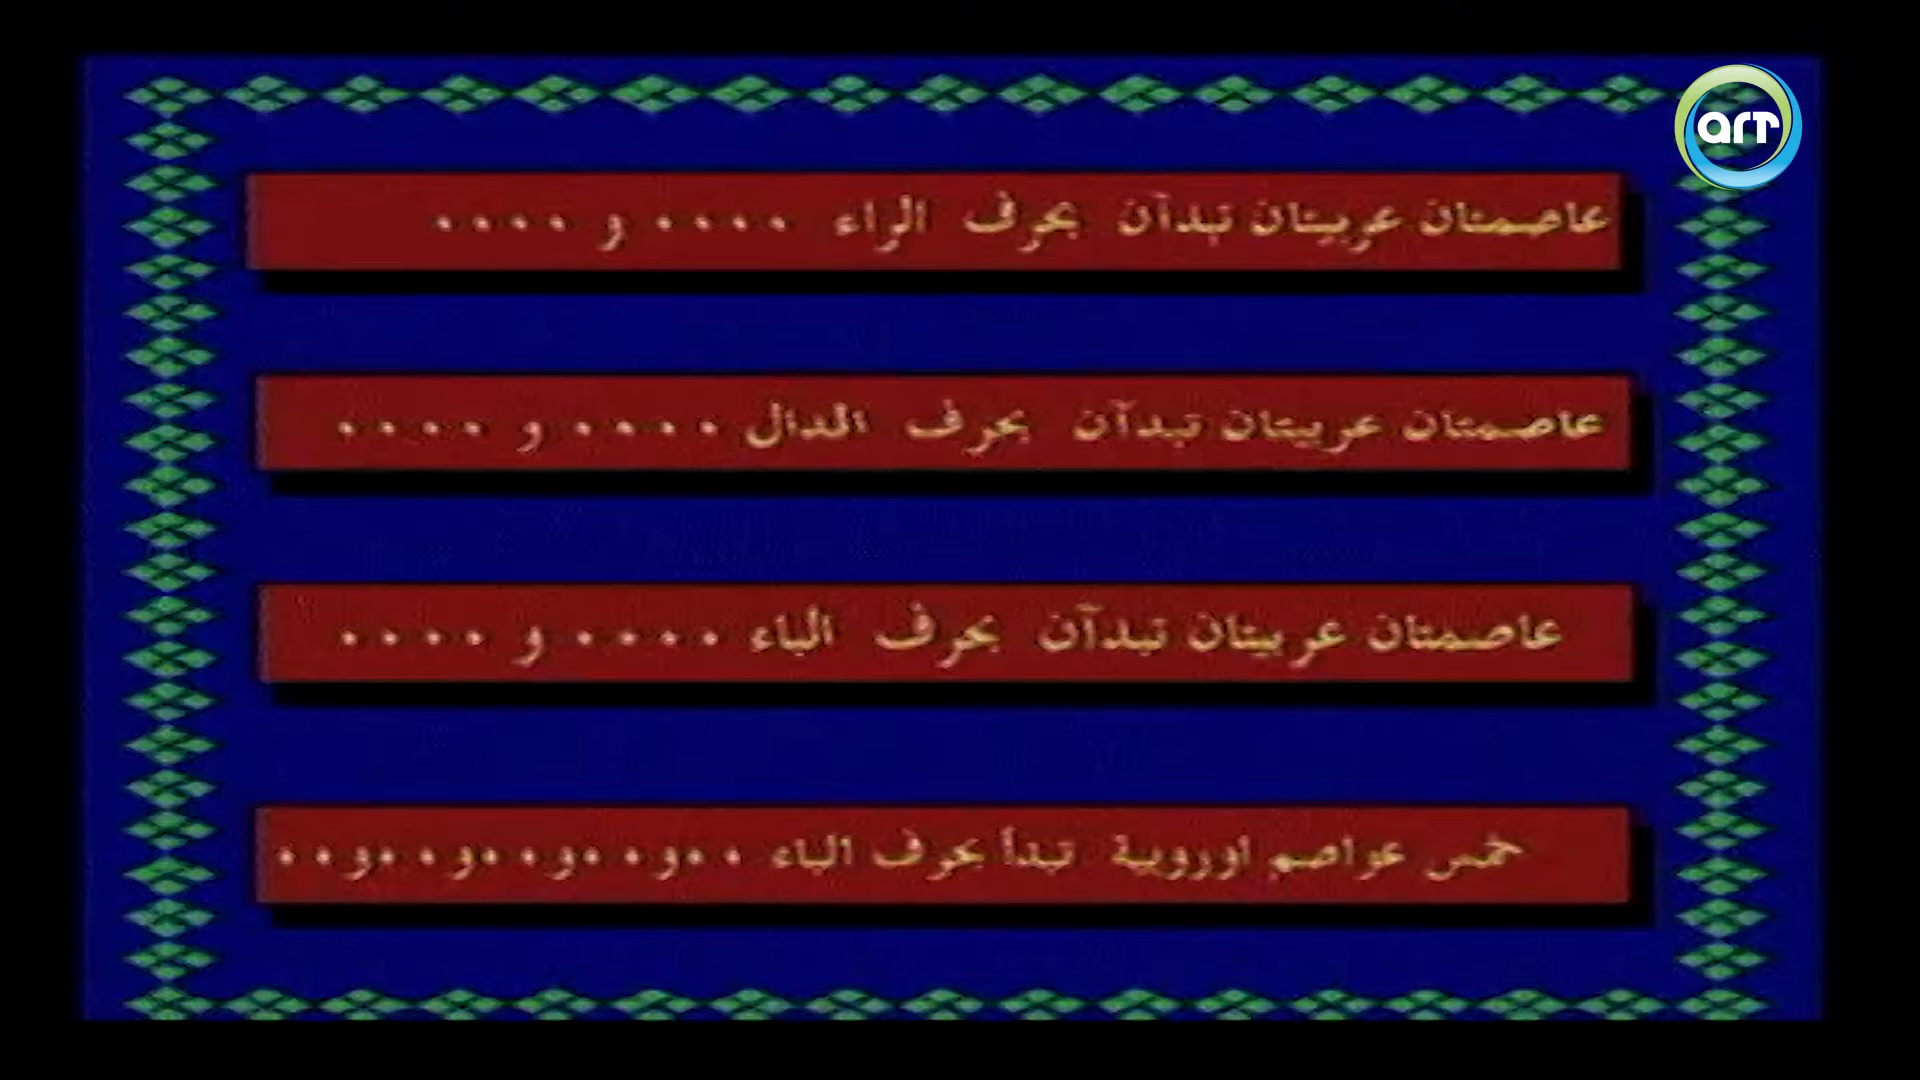 art
عاصمتان عربيتان تبدآن بحرف الراء .... و ....
عاصمتان عربيتان تبدآن بحرف الدال .... و ....
عاصمتان عربيتان تبدآن بحرف الباء .... و ....
خمس عواصم اوروبية تبدأ بحرف الباء ..و..و..و..و..